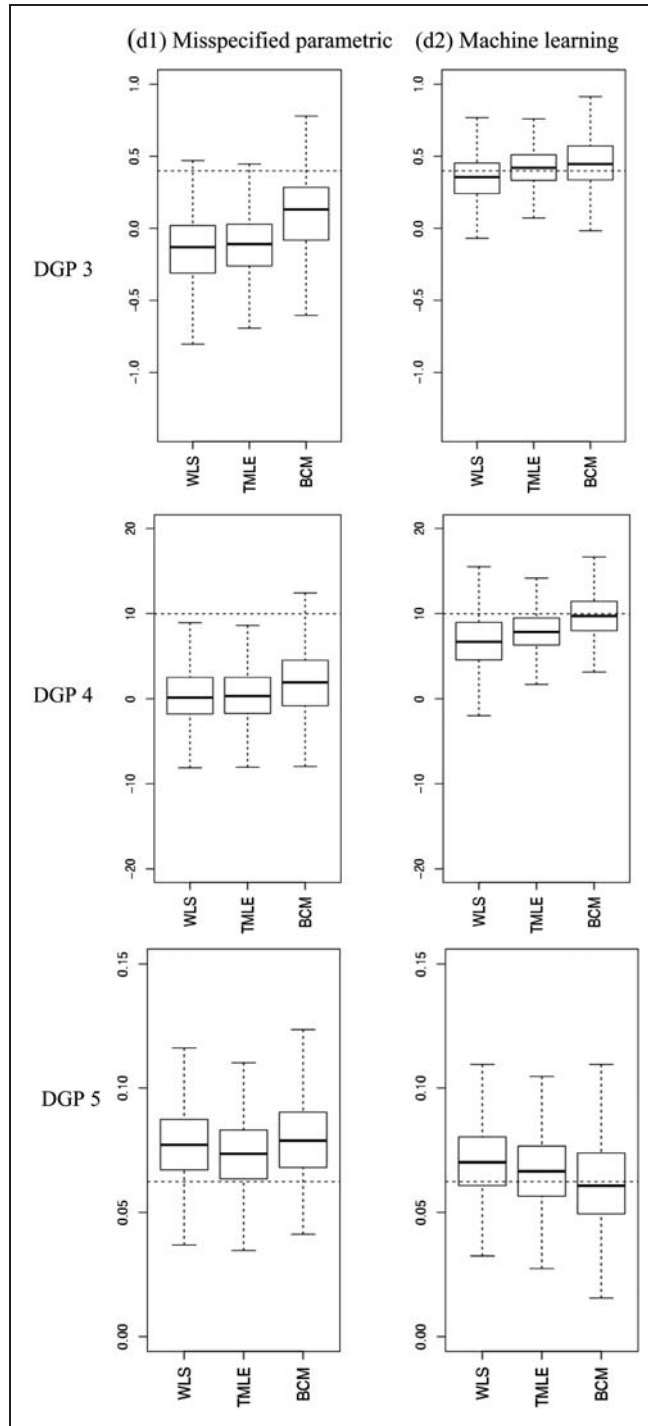 (d1) Misspecified parametric (d2) Machine learning
DGP 3
1.0
0.5
0.0
−0.5
−1.0
WLS
TMLE
BCM
1.0
0.5
0.0
−0.5
−1.0
WLS
TMLE
BCM
DGP 4
20
10
0
−10
−20
WLS
TMLE
BCM
20
10
0
−10
−20
WLS
TMLE
BCM
DGP 5
0.15
0.10
0.05
0.00
WLS
TMLE
BCM
0.15
0.10
0.05
0.00
WLS
TMLE
BCM